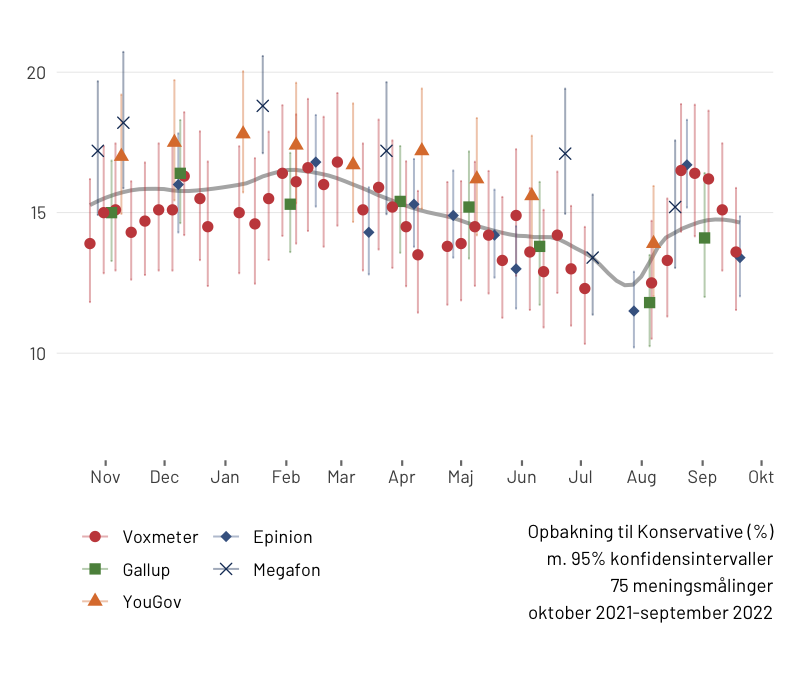 20
15
10
Nov Dec Jan Feb Mar Apr Maj Jun Jul Aug Sep Okt
Voxmeter Epinion
Gallup Megafon
YouGov
Opbakning til Konservative (%)
m. 95% konfidensintervaller
75 meningsmålinger
oktober 2021-september 2022